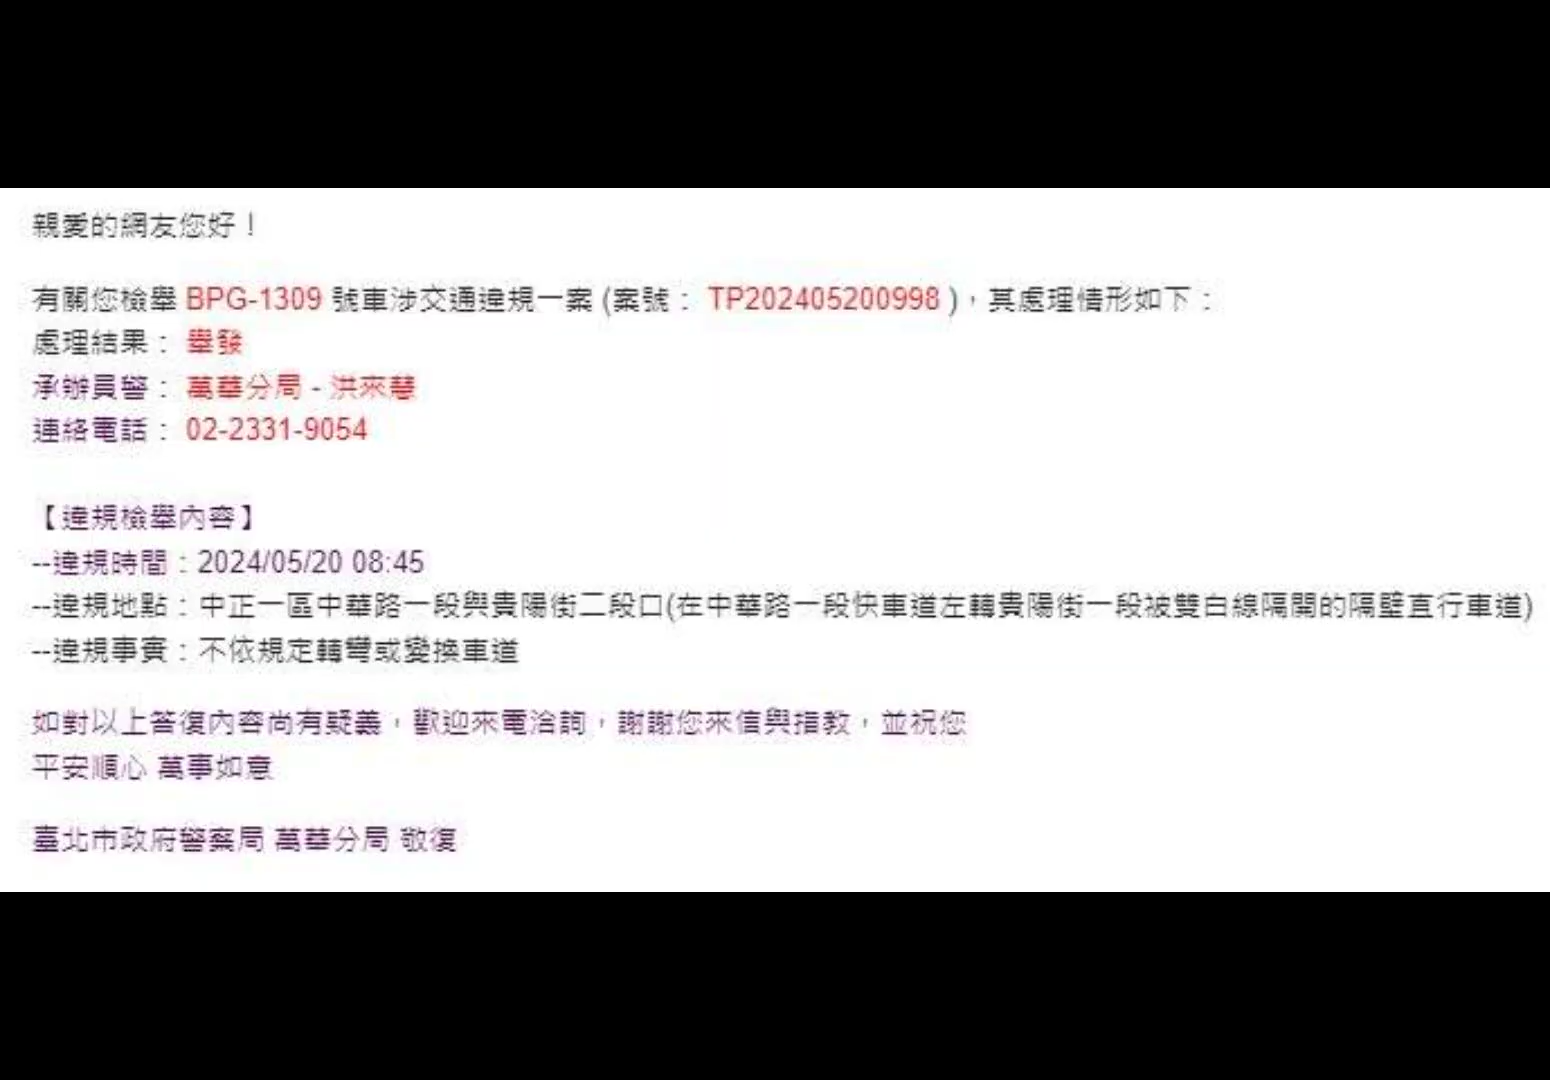 親愛的網友您好！
有關您檢舉 BPG-1309 號車涉交通違規一案 (案號： TP202405200998 )，其處理情形如下：
處理結果： 舉發
承辦員警： 萬華分局 - 洪來慧
連絡電話： 02-2331-9054
【違規檢舉內容】
--違規時間：2024/05/20 08:45
--違規地點：中正一區中華路一段與貴陽街二段口(在中華路一段快車道左轉貴陽街一段被雙白線隔開的隔壁直行車道)
--違規事實：不依規定轉彎或變換車道
如對以上答復內容尚有疑義，歡迎來電洽詢，謝謝您來信與指教，並祝您
平安順心 萬事如意
臺北市政府警察局 萬華分局 敬復